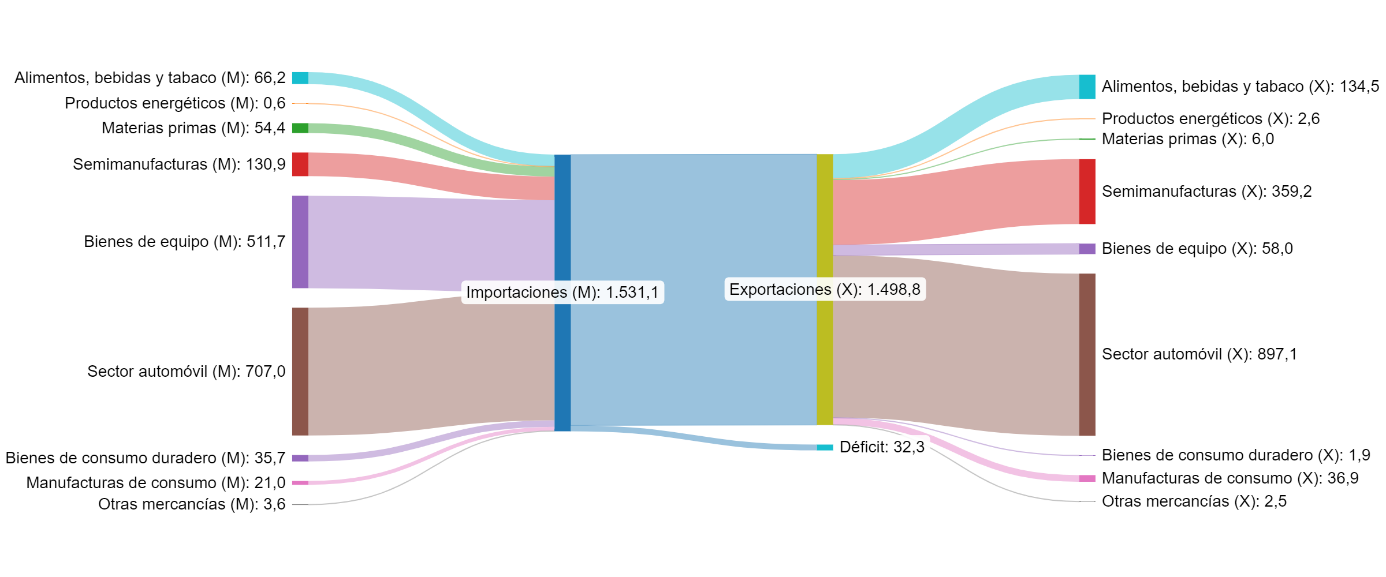 Alimentos, bebidas y tabaco (M): 66,2
Productos energéticos (M): 0,6
Materias primas (M): 54,4
Semimanufacturas (M): 130,9
Bienes de equipo (M): 511,7
Sector automóvil (M): 707,0
Bienes de consumo duradero (M): 35,7
Manufacturas de consumo (M): 21,0
Otras mercancías (M): 3,6
Importaciones (M): 1.531,1
Exportaciones (X): 1.498,8
Déficit: 32,3
Alimentos, bebidas y tabaco (X): 134,5
Productos energéticos (X): 2,6
Materias primas (X): 6,0
Semimanufacturas (X): 359,2
Bienes de equipo (X): 58,0
Sector automóvil (X): 897,1
Bienes de consumo duradero (X): 1,9
Manufacturas de consumo (X): 36,9
Otras mercancías (X): 2,5